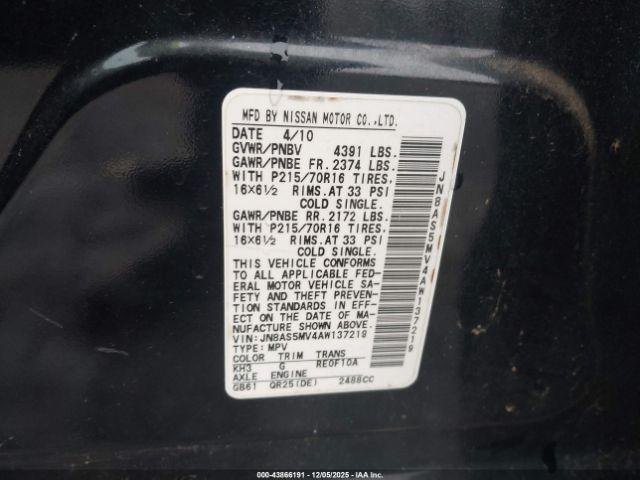 MFD BY NISSAN MOTOR CO.,LTD.
DATE 4/10
GVWR/PNBV 4391 LBS.
GAWR/PNBE FR. 2374 LBS.
WITH P215/70R16 TIRES,
16×6½ RIMS.AT 33 PSI
COLD SINGLE.
GAWR/PNBE RR. 2172 LBS.
WITH P215/70R16 TIRES,
16×6½ RIMS.AT 33 PSI
COLD SINGLE.
THIS VEHICLE CONFORMS
TO ALL APPLICABLE FED-
ERAL MOTOR VEHICLE SA-
FETY AND THEFT PREVEN-
TION STANDARDS IN EFF-
ECT ON THE DATE OF MA-
NUFACTURE SHOWN ABOVE.
VIN: JN8AS5MV4AW137219
TYPE: MPV
COLOR TRIM TRANS
KH3 G RE0F10A
AXLE ENGINE
GB61 QR25(DE) 2488CC
JN8AS5MV4AW137219
000-43866191 - 12/05/2025 - IAA, Inc.